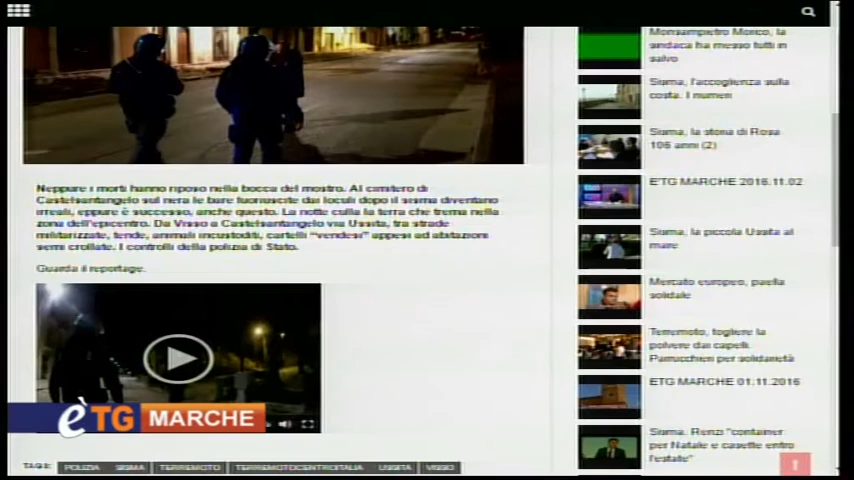 Neppure i morti hanno riposo nella bocca del mostro. Al cimitero di
Castelsantangelo sul nera le bare fuoriuscite dai loculi dopo il sisma diventano
irreali, eppure è successo, anche questo. La notte culla la terra che trema nella
zona dell'epicentro. Da Visso a Castelsantangelo via Ussita, tra strade
militarizzate, tende, animali incustoditi, cartelli "vendesi" appesi ad abitazioni
semi crollate. I controlli della polizia di Stato.
Guarda il reportage.
è TG MARCHE
TAGS: POLIZIA SISMA TERREMOTO TERREMOTOCENTROITALIA USSITA VISSO
Monsampietro Morico, la
sindaca ha messo tutti in
salvo
Sisma, l'accoglienza sulla
costa. I numeri
Sisma, la storia di Rosa
106 anni (2)
E'TG MARCHE 2016.11.02
Sisma, la piccola Ussita al
mare
Mercato europeo, paella
solidale
Terremoto, togliere la
polvere dai capelli.
Parrucchieri per solidarietà
ETG MARCHE 01.11.2016
Sisma. Renzi "container
per Natale e casette entro
l'estate"